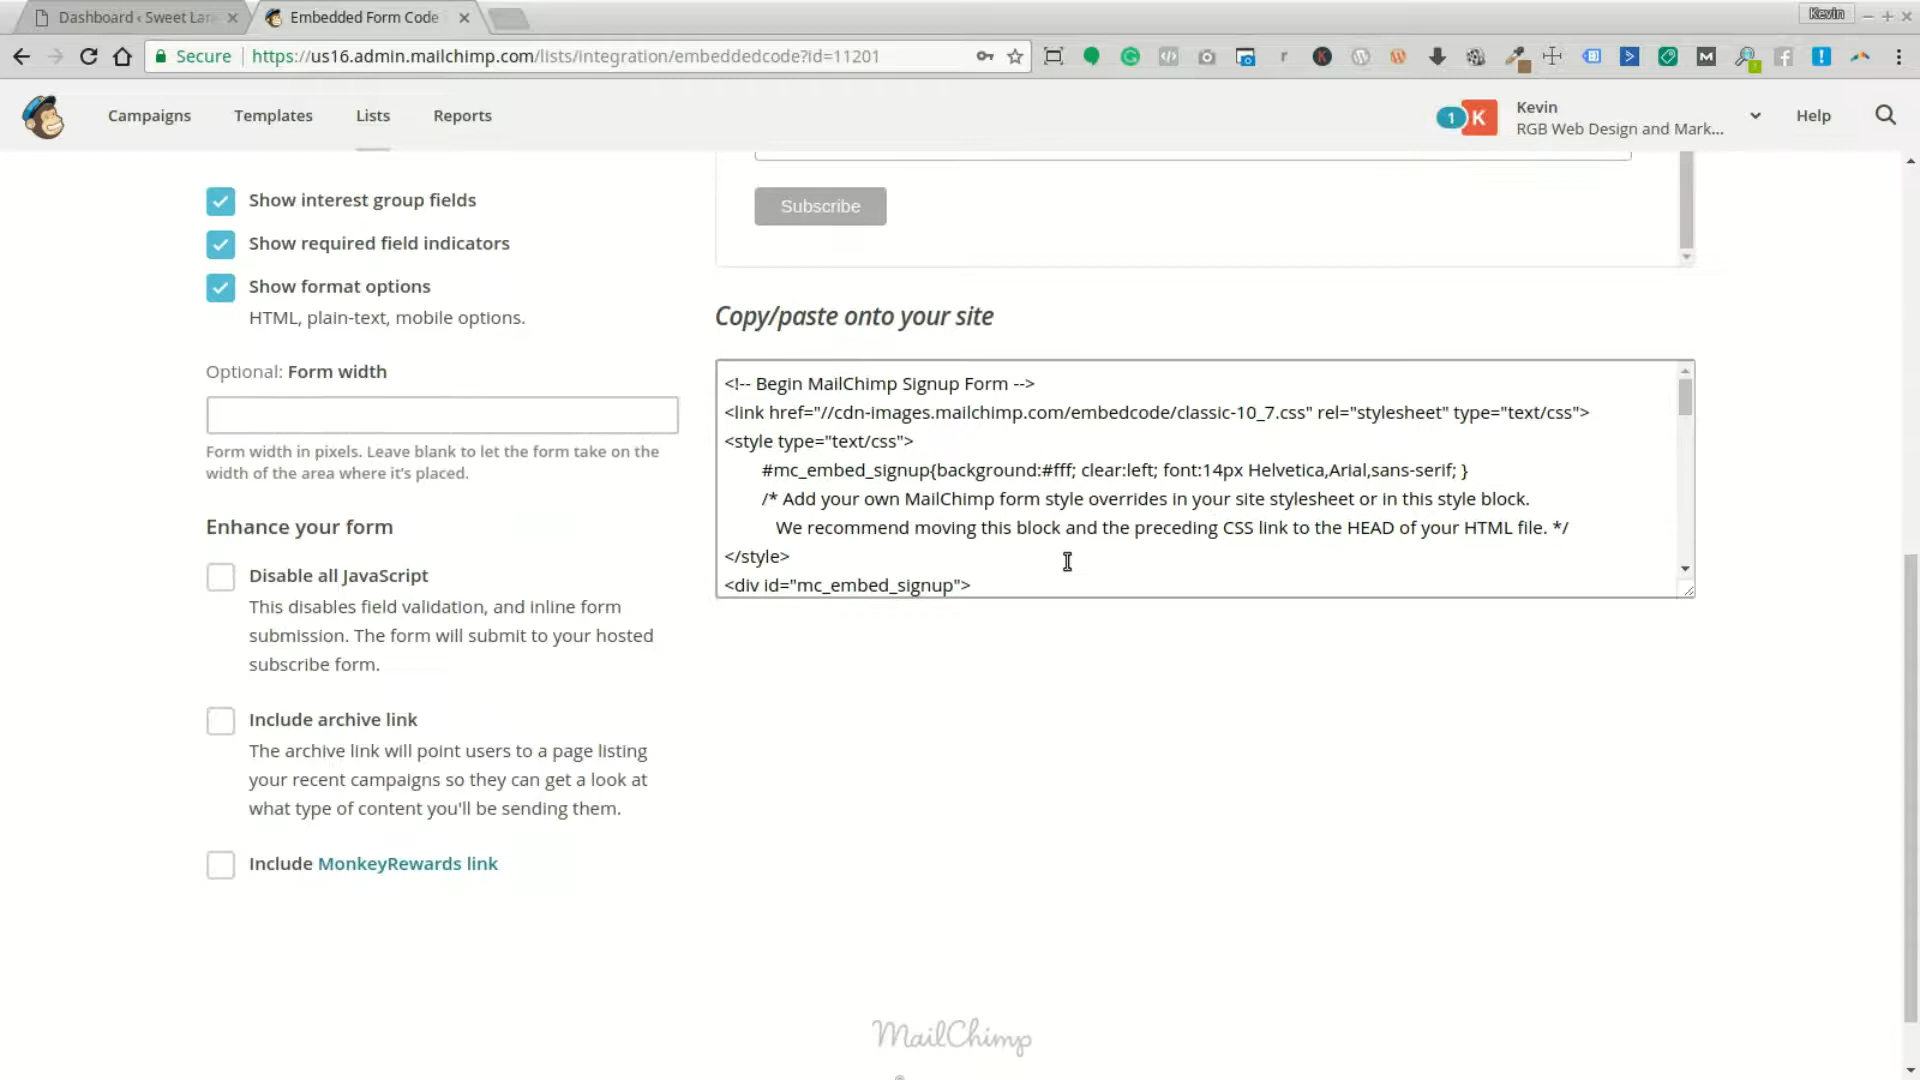 Dashboard ‹ Sweet Lan
Embedded Form Code
Kevin
Secure
https://us16.admin.mailchimp.com/lists/integration/embeddedcode?id=11201
Campaigns
Templates
Lists
Reports
1
K
Kevin
RGB Web Design and Mark...
Help
Show interest group fields
Show required field indicators
Show format options
HTML, plain-text, mobile options.
Optional: Form width
Form width in pixels. Leave blank to let the form take on the
width of the area where it's placed.
Enhance your form
Disable all JavaScript
This disables field validation, and inline form
submission. The form will submit to your hosted
subscribe form.
Include archive link
The archive link will point users to a page listing
your recent campaigns so they can get a look at
what type of content you'll be sending them.
Include MonkeyRewards link
Subscribe
Copy/paste onto your site
<!-- Begin MailChimp Signup Form -->
<link href="//cdn-images.mailchimp.com/embedcode/classic-10_7.css" rel="stylesheet" type="text/css">
<style type="text/css">
#mc_embed_signup{background:#fff; clear:left; font:14px Helvetica,Arial,sans-serif; }
/* Add your own MailChimp form style overrides in your site stylesheet or in this style block.
We recommend moving this block and the preceding CSS link to the HEAD of your HTML file. */
</style>
<div id="mc_embed_signup">
MailChimp